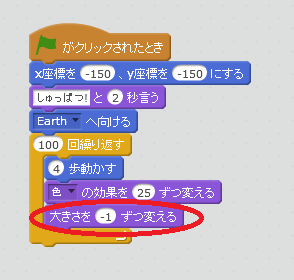 がクリックされたとき
x座標を -150 、y座標を -150 にする
しゅっぱつ! と 2 秒言う
Earth へ向ける
100 回繰り返す
4 歩動かす
色 の効果を 25 ずつ変える
大きさを -1 ずつ変える